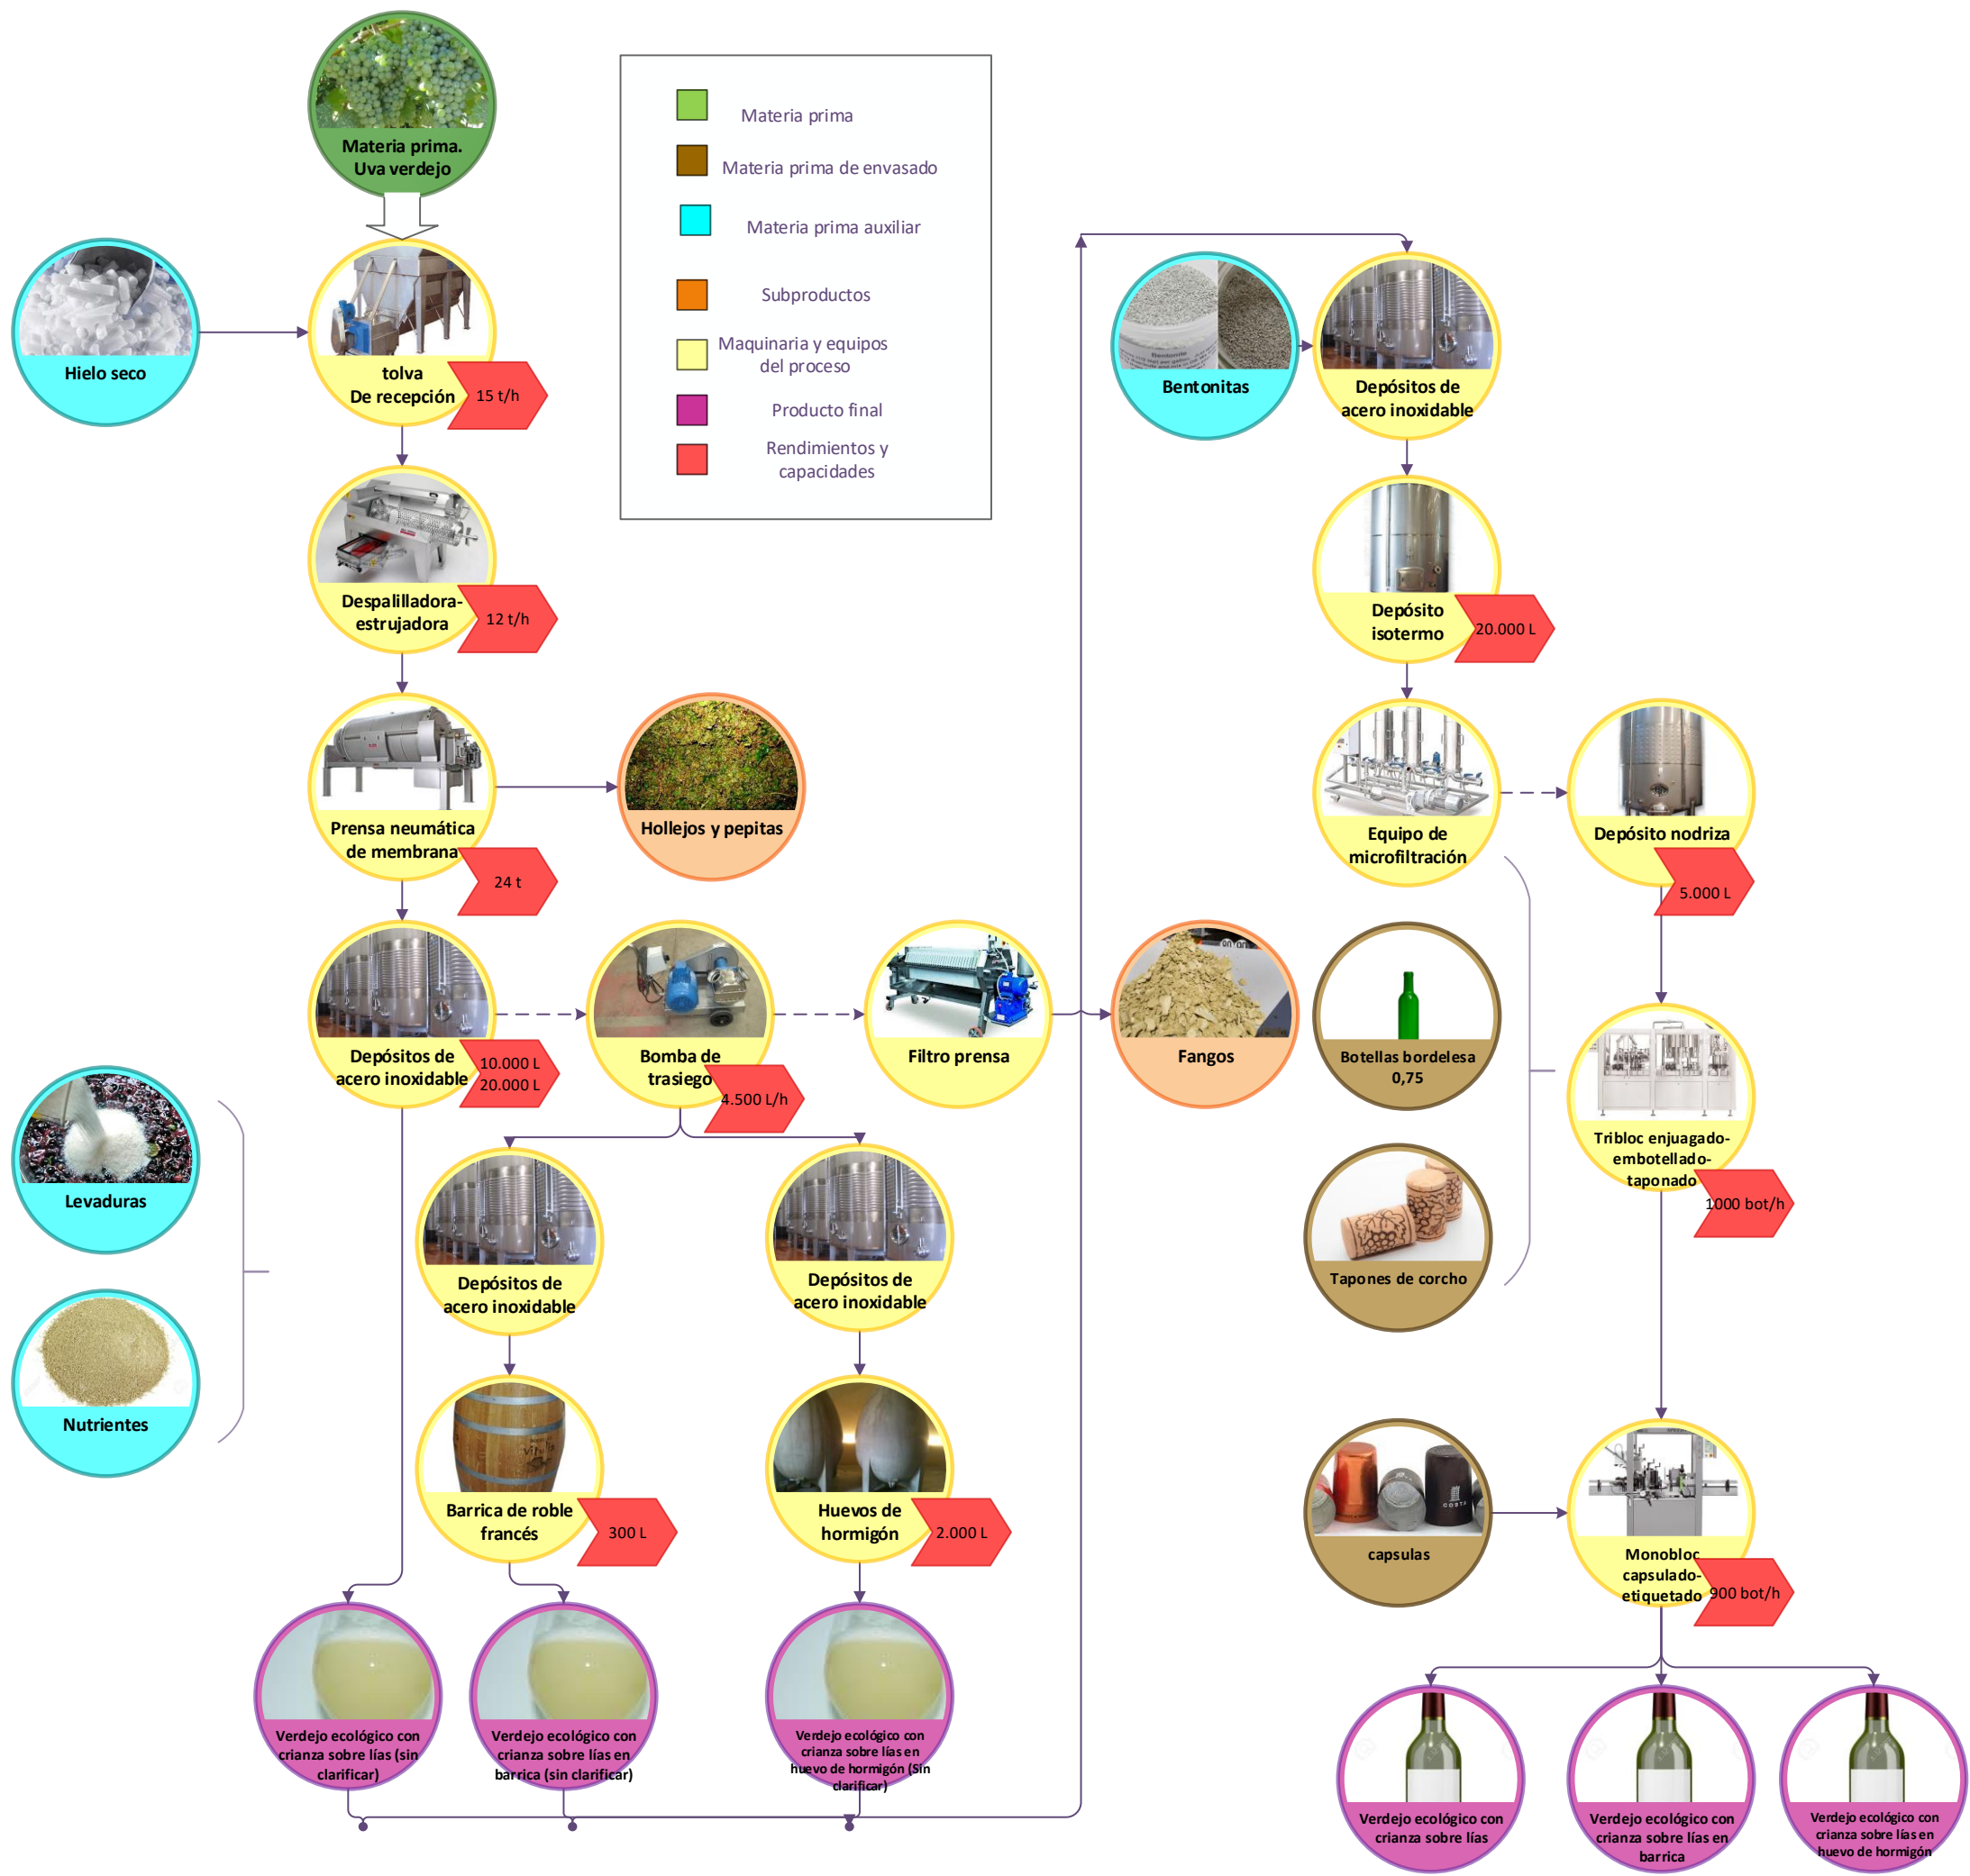 Materia prima.
Uva verdejo
Materia prima
Materia prima de envasado
Materia prima auxiliar
Subproductos
Maquinaria y equipos
del proceso
Producto final
Rendimientos y
capacidades
Hielo seco
tolva
De recepción
15 t/h
Despalilladora-
estrujadora
12 t/h
Prensa neumática
de membrana
24 t
Hollejos y pepitas
Depósitos de
acero inoxidable
10.000 L
20.000 L
Bomba de
trasiego
4.500 L/h
Filtro prensa
Fangos
Levaduras
Nutrientes
Depósitos de
acero inoxidable
Depósitos de
acero inoxidable
Barrica de roble
francés
300 L
Huevos de
hormigón
2.000 L
Verdejo ecológico con
crianza sobre lías (sin
clarificar)
Verdejo ecológico con
crianza sobre lías en
barrica (sin clarificar)
Verdejo ecológico con
crianza sobre lías en
huevo de hormigón (Sin
clarificar)
Bentonitas
Depósitos de
acero inoxidable
Depósito
isotermo
20.000 L
Equipo de
microfiltración
Depósito nodriza
5.000 L
Botellas bordelesa
0,75
Tapones de corcho
Tribloc enjuagado-
embotellado-
taponado
1000 bot/h
capsulas
Monobloc
capsulado-
etiquetado
900 bot/h
Verdejo ecológico con
crianza sobre lías
Verdejo ecológico con
crianza sobre lías en
barrica
Verdejo ecológico con
crianza sobre lías en
huevo de hormigón